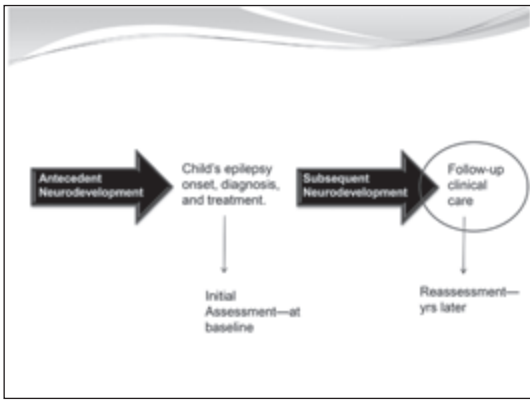 Antecedent
Neurodevelopment
Child's epilepsy
onset, diagnosis,
and treatment.
Subsequent
Neurodevelopment
Follow-up
clinical
care
Initial
Assessment—at
baseline
Reassessment—
yrs later